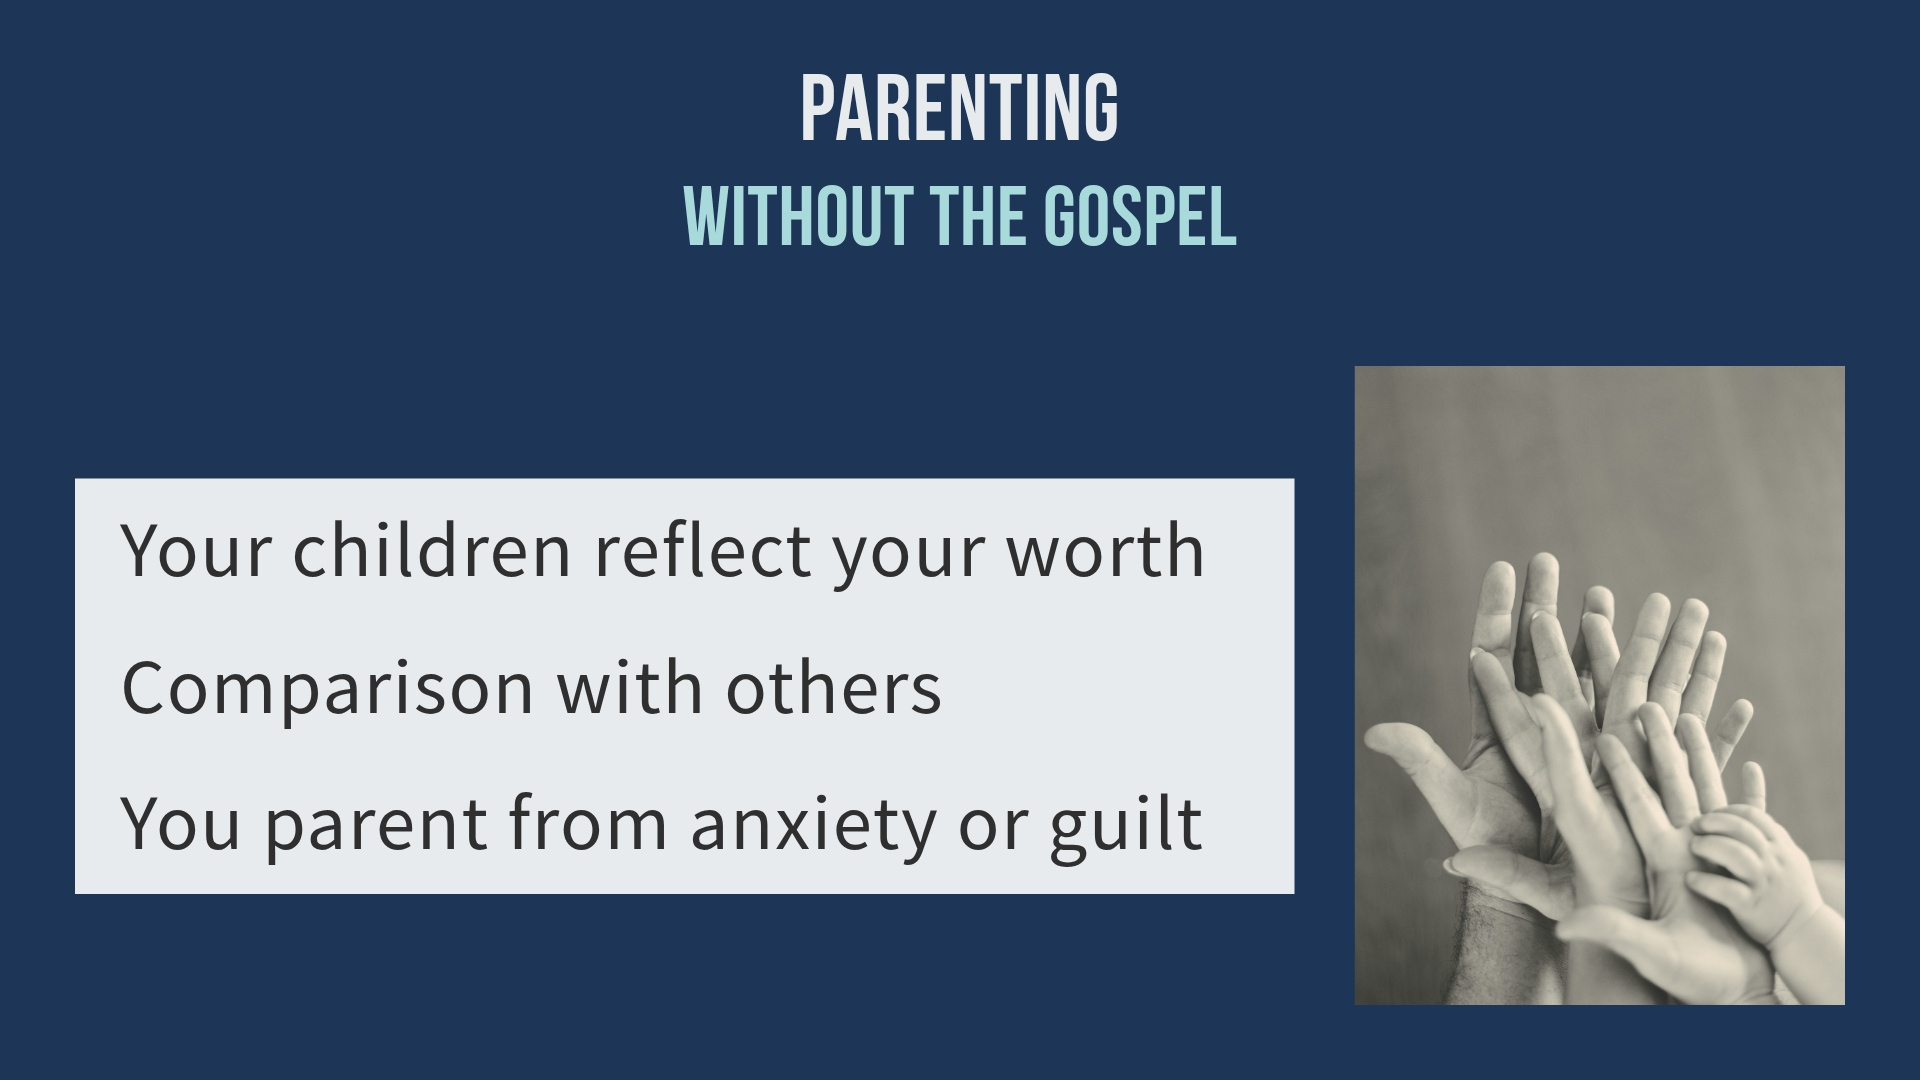 PARENTING
WITHOUT THE GOSPEL
Your children reflect your worth
Comparison with others
You parent from anxiety or guilt